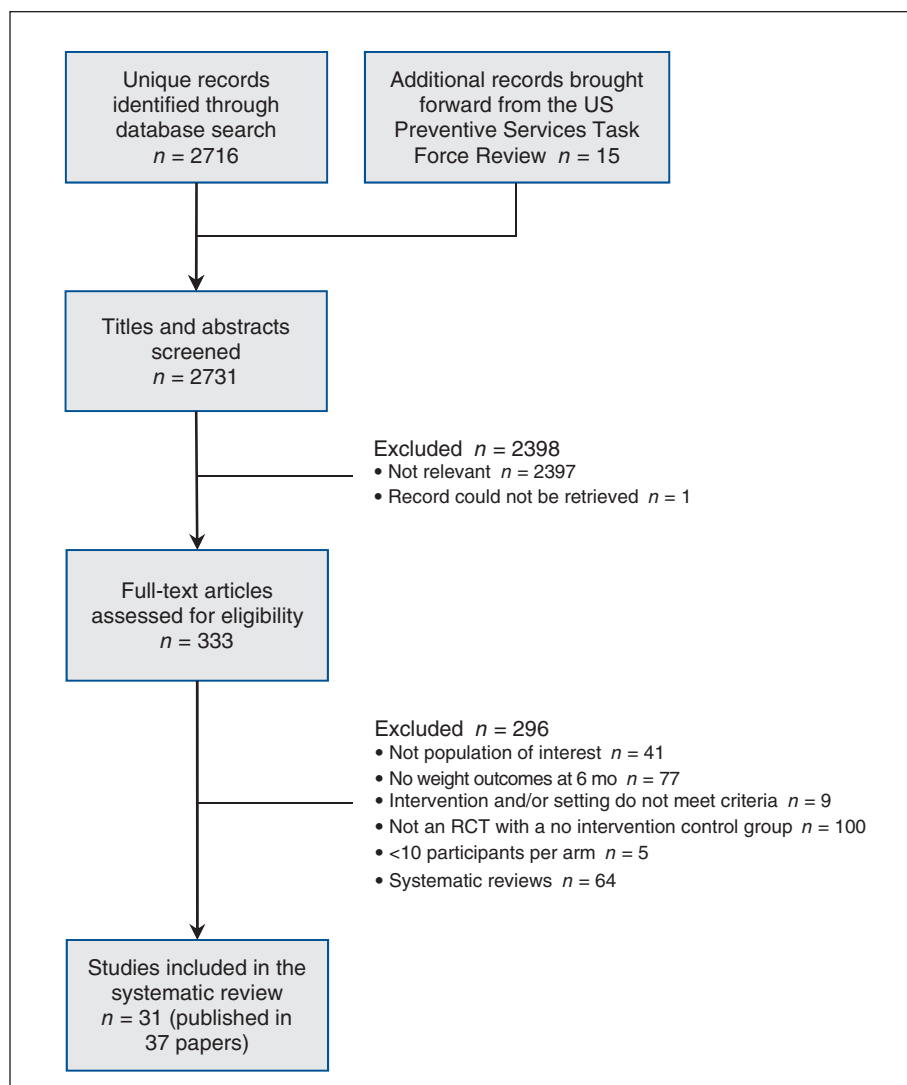 Unique records
identified through
database search
n = 2716
Additional records brought
forward from the US
Preventive Services Task
Force Review n = 15
Titles and abstracts
screened
n = 2731
Excluded n = 2398
• Not relevant n = 2397
• Record could not be retrieved n = 1
Full-text articles
assessed for eligibility
n = 333
Excluded n = 296
• Not population of interest n = 41
• No weight outcomes at 6 mo n = 77
• Intervention and/or setting do not meet criteria n = 9
• Not an RCT with a no intervention control group n = 100
• <10 participants per arm n = 5
• Systematic reviews n = 64
Studies included in the
systematic review
n = 31 (published in
37 papers)